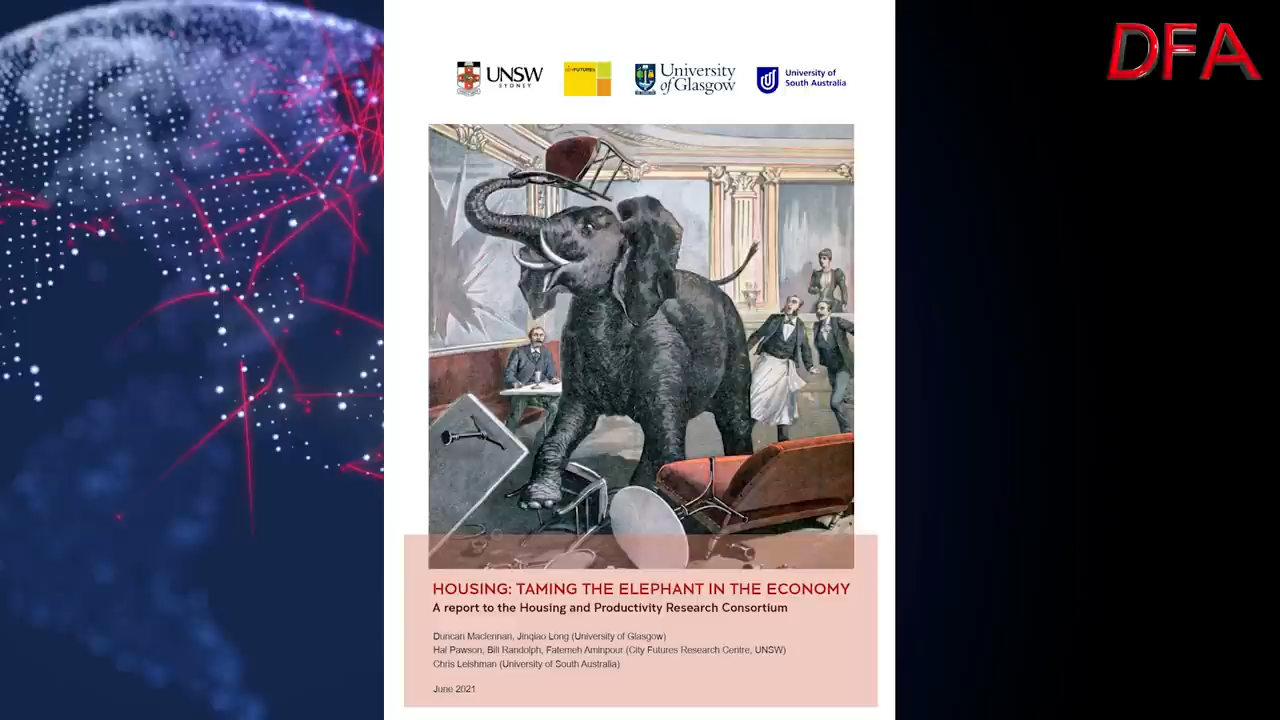 DFA
UNSW
SYDNEY
cityFUTURES
University
of Glasgow
University of
South Australia
HOUSING: TAMING THE ELEPHANT IN THE ECONOMY
A report to the Housing and Productivity Research Consortium
Duncan Maclennan, Jinqiao Long (University of Glasgow)
Hal Pawson, Bill Randolph, Fatemeh Aminpour (City Futures Research Centre, UNSW)
Chris Leishman (University of South Australia)
June 2021